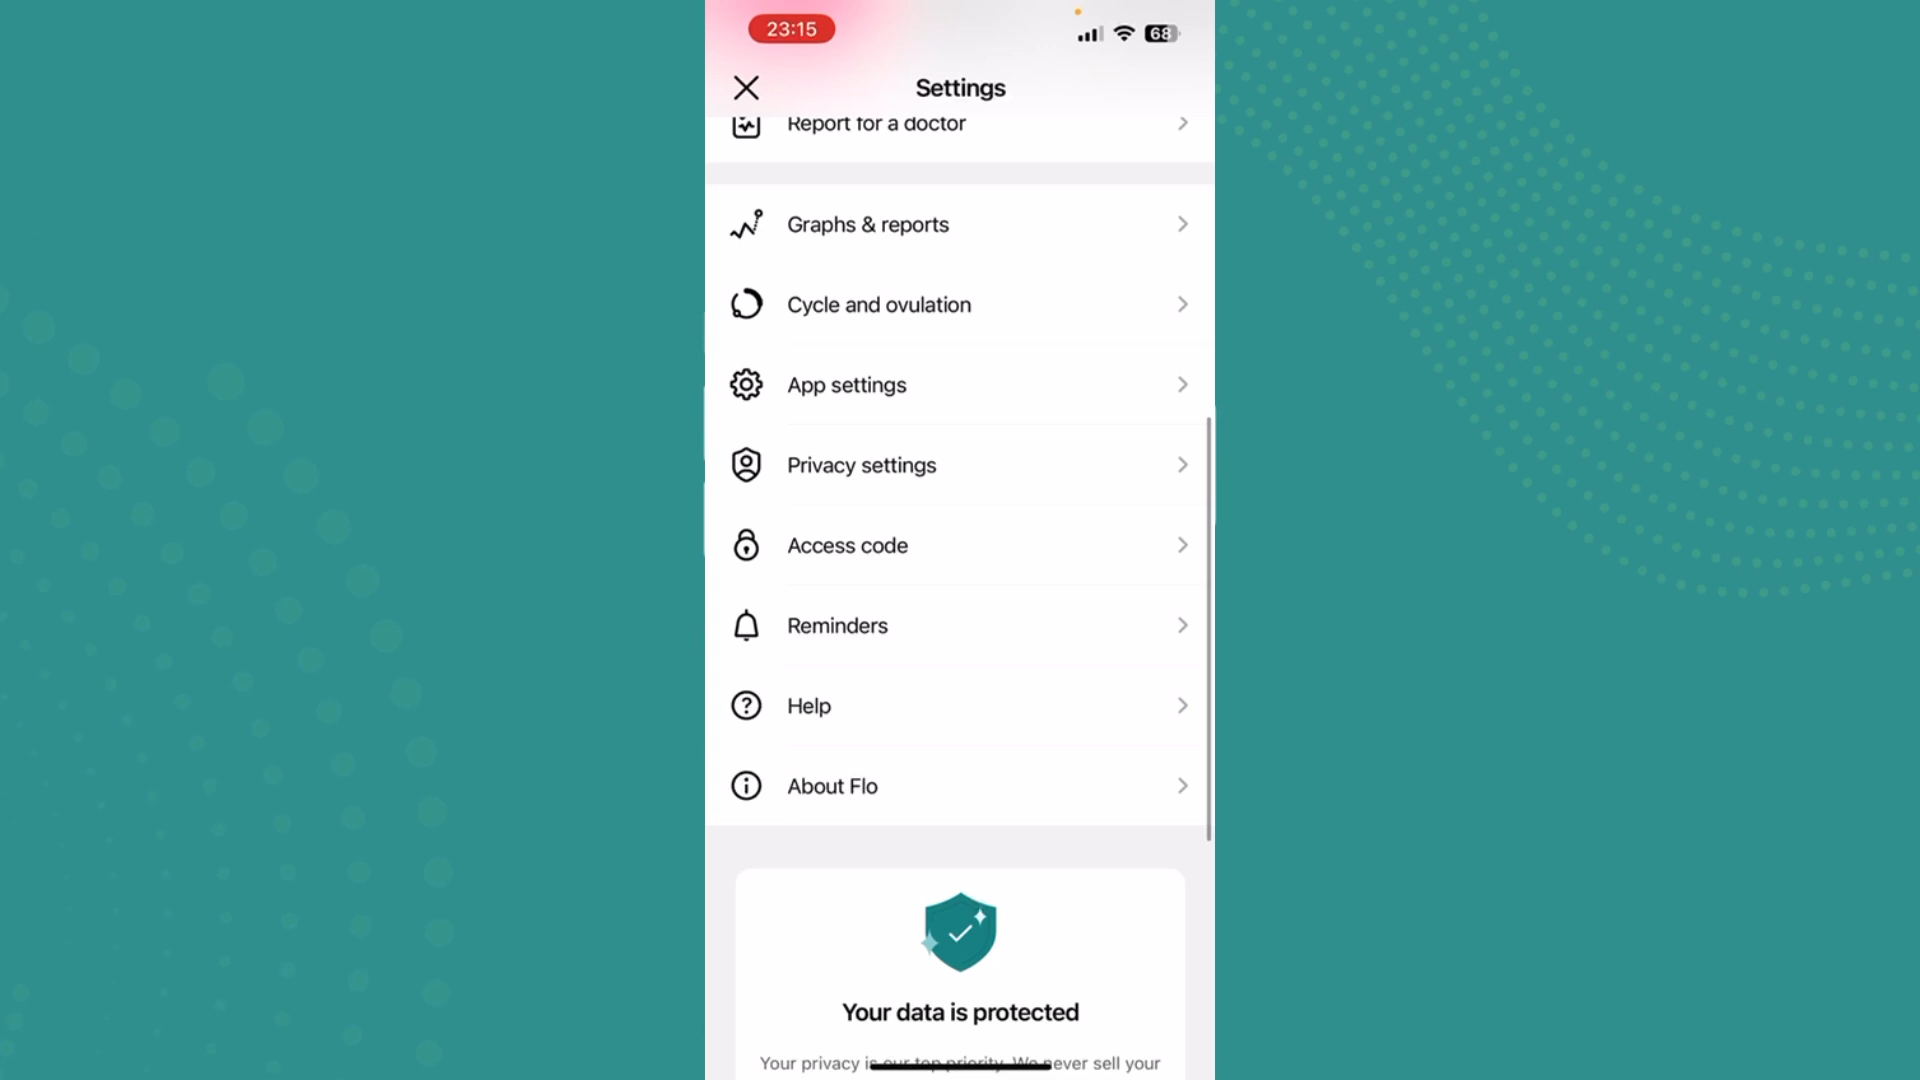 23:15
68
Settings
Report for a doctor
Graphs & reports
Cycle and ovulation
App settings
Privacy settings
Access code
Reminders
Help
About Flo
Your data is protected
Your privacy is our top priority. We never sell your